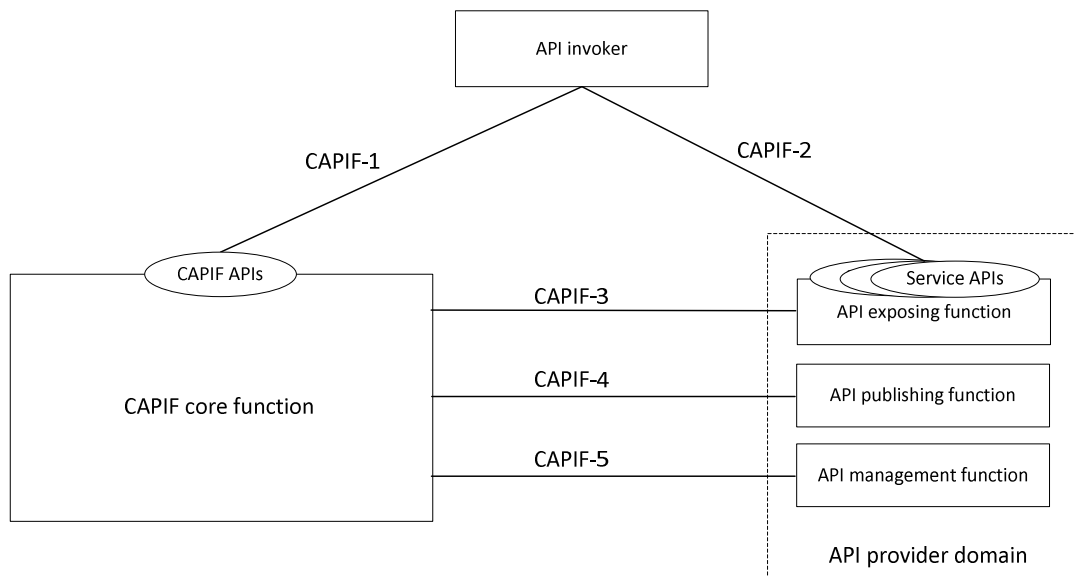 API invoker
CAPIF-1
CAPIF-2
CAPIF APIs
Service APIs
CAPIF-3
API exposing function
CAPIF-4
API publishing function
CAPIF core function
CAPIF-5
API management function
API provider domain